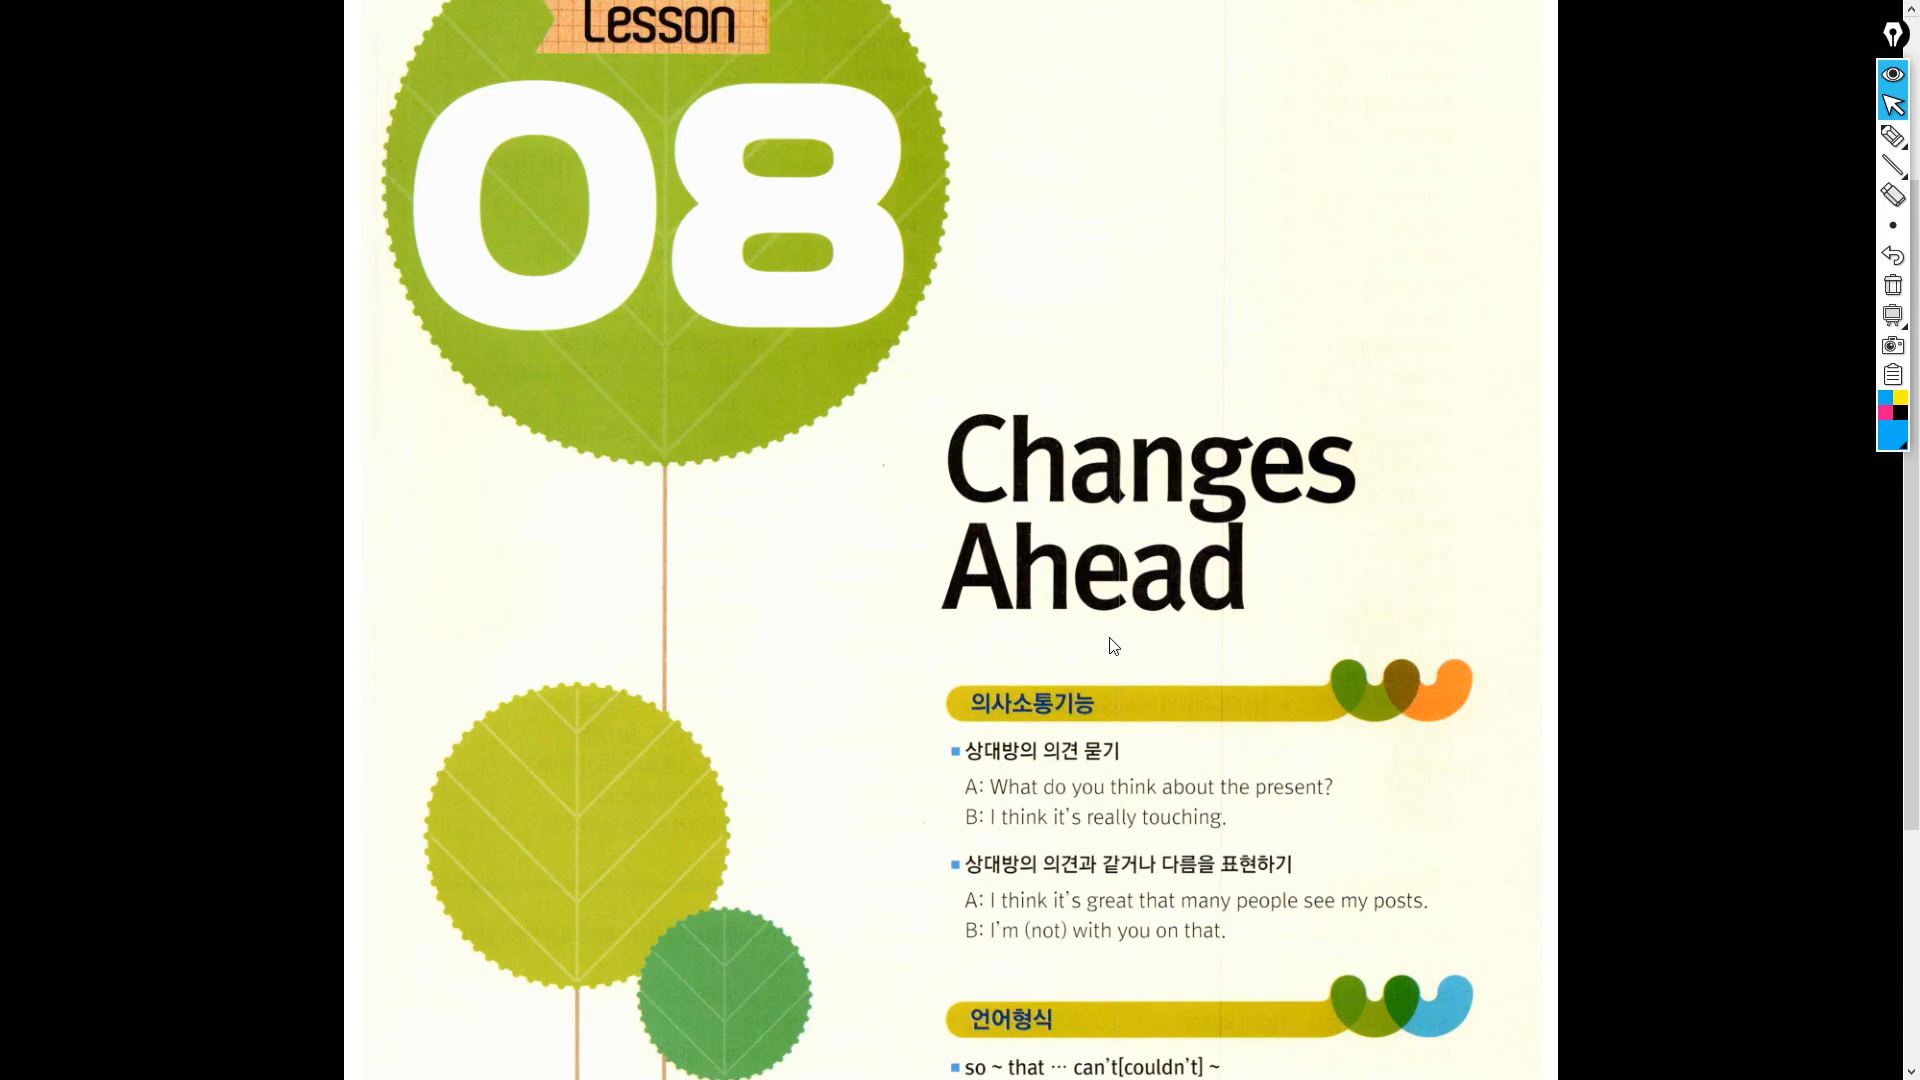 Lesson
08
Changes
Ahead
의사소통기능
■ 상대방의 의견 묻기
A: What do you think about the present?
B: I think it's really touching.
■ 상대방의 의견과 같거나 다름을 표현하기
A: I think it's great that many people see my posts.
B: I'm (not) with you on that.
언어형식
■ so ~ that … can't[couldn't] ~